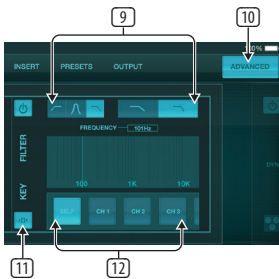 9
10
0%
INSERT PRESETS OUTPUT ADVANCED
FILTER
FREQUENCY 101Hz
DYN
100 1K 10K
KEY
SELF CH 1 CH 2 CH 3
11
12